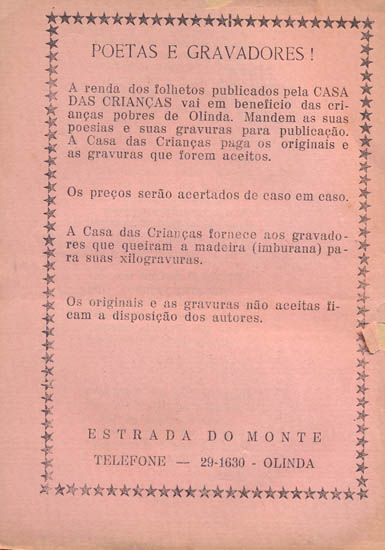 POETAS E GRAVADORES !
A renda dos folhetos publicados pela CASA
DAS CRIANÇAS vai em beneficio das cri-
anças pobres de Olinda. Mandem as suas
poesias e suas gravuras para publicação.
A Casa das Crianças paga os originais e
as gravuras que forem aceitos.
Os preços serão acertados de caso em caso.
A Casa das Crianças fornece aos gravado-
res que queiram a madeira (imburana) pa-
ra suas xilogravuras.
Os originais e as gravuras não aceitas fi-
cam a disposição dos autores.
ESTRADA DO MONTE
TELEFONE — 29-1630 - OLINDA